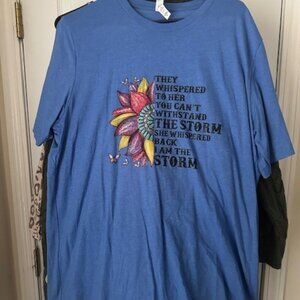 THEY
WHISPERED
TO HER
YOU CAN'T
WITHSTAND
THE STORM
SHE WHISPERED
BACK
I AM THE
STORM